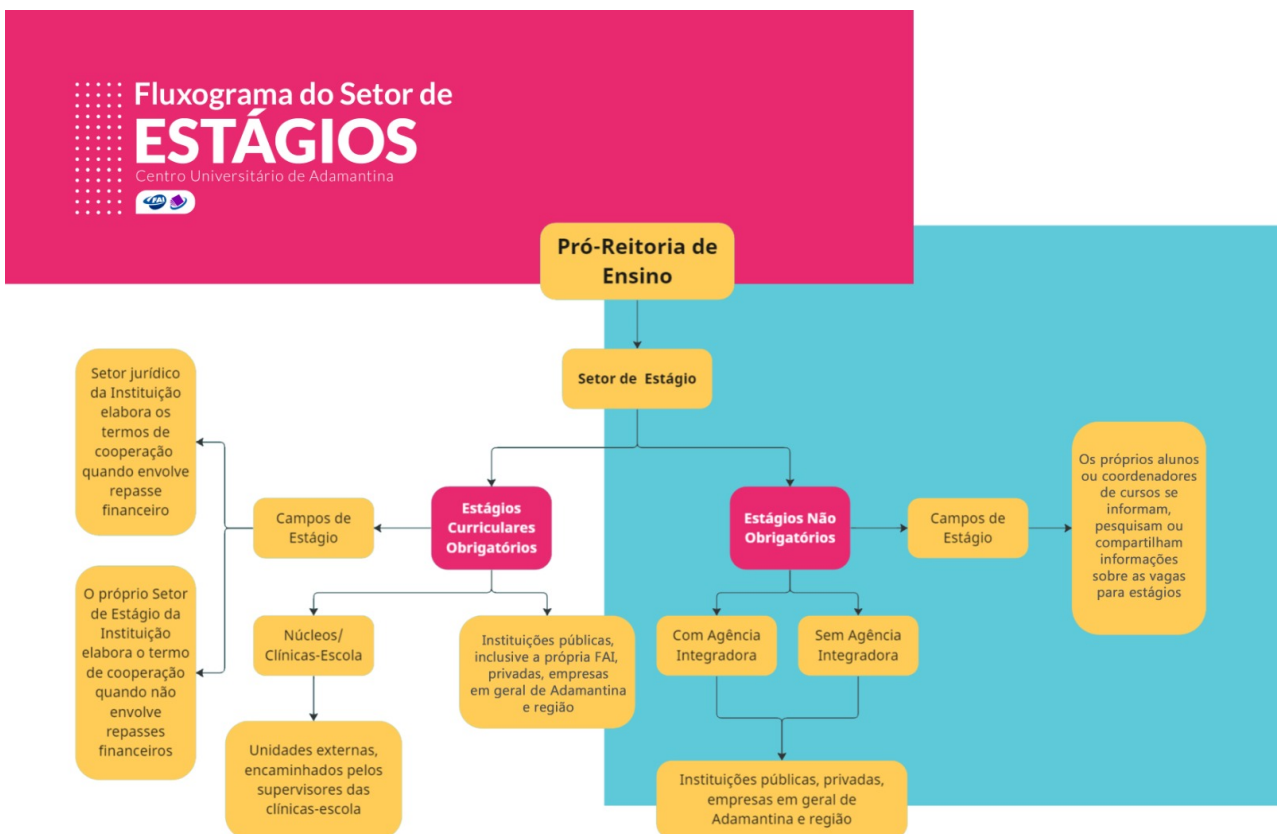 Fluxograma do Setor de
ESTÁGIOS
Centro Universitário de Adamantina
FAI
Pró-Reitoria de
Ensino
Setor de Estágio
Setor jurídico
da Instituição
elabora os
termos de
cooperação
quando envolve
repasse
financeiro
Campos de
Estágio
O próprio Setor
de Estágio da
Instituição
elabora o termo
de cooperação
quando não
envolve
repasses
financeiros
Estágios
Curriculares
Obrigatórios
Núcleos/
Clínicas-Escola
Unidades externas,
encaminhados pelos
supervisores das
clínicas-escola
Instituições públicas,
inclusive a própria FAI,
privadas, empresas
em geral de Adamantina
e região
Estágios Não
Obrigatórios
Campos de
Estágio
Os próprios alunos
ou coordenadores
de cursos se
informam,
pesquisam ou
compartilham
informações
sobre as vagas
para estágios
Com Agência
Integradora
Sem Agência
Integradora
Instituições públicas, privadas,
empresas em geral de
Adamantina e região